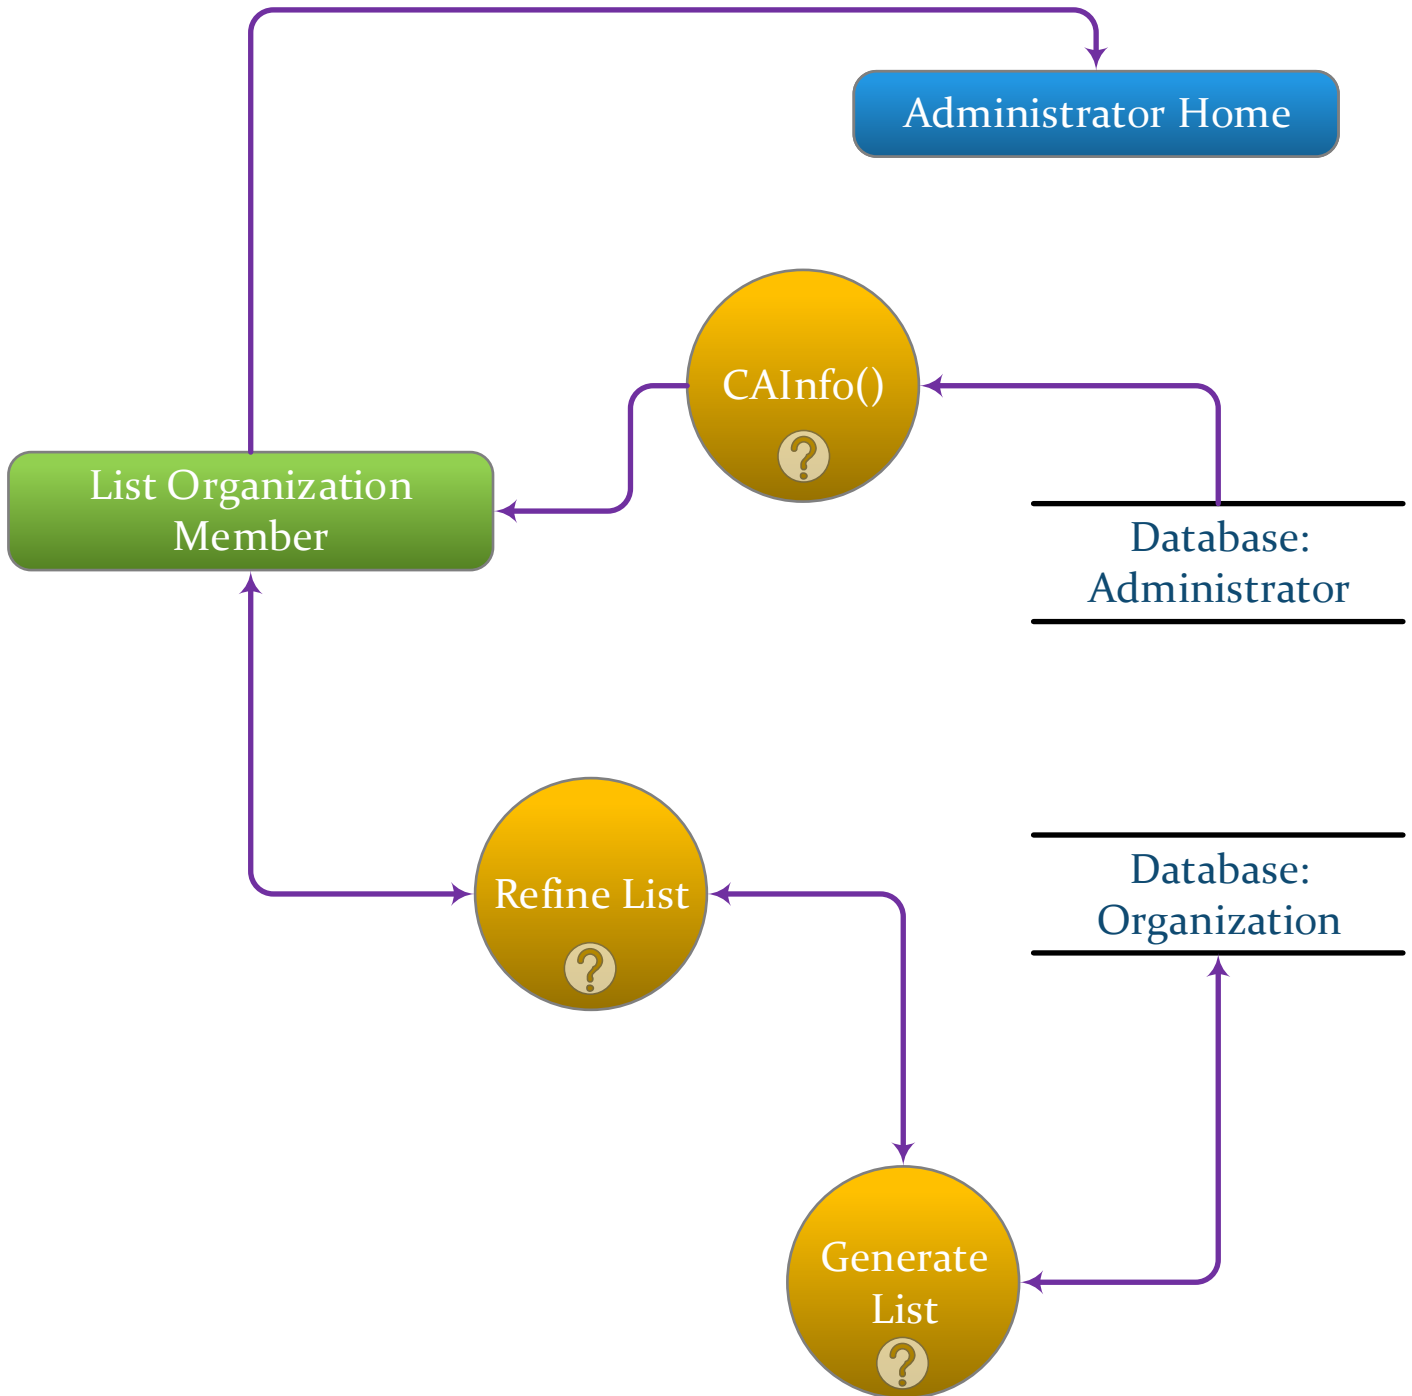 Administrator Home
CAInfo()
?
List Organization
Member
Database:
Administrator
Refine List
?
Database:
Organization
Generate
List
?